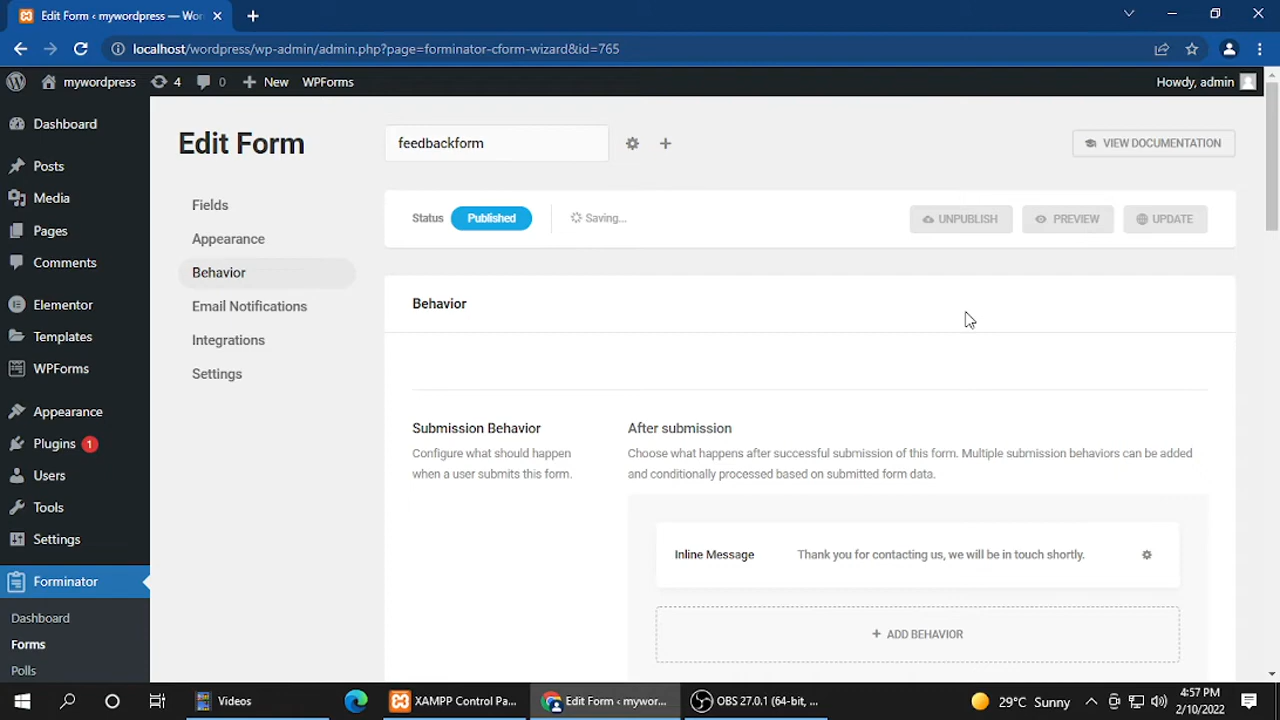 Edit Form ‹ mywordpress — Wor
localhost/wordpress/wp-admin/admin.php?page=forminator-cform-wizard&id=765
mywordpress 4 0 New WPForms Howdy, admin
Dashboard
Posts
Media
Pages
Comments
Elementor
Templates
WPForms
Appearance
Plugins 1
Users
Tools
Settings
Forminator
Dashboard
Forms
Polls
Edit Form
feedbackform
VIEW DOCUMENTATION
Fields
Appearance
Behavior
Email Notifications
Integrations
Settings
Status Published Saving... UNPUBLISH PREVIEW UPDATE
Behavior
Submission Behavior
Configure what should happen
when a user submits this form.
After submission
Choose what happens after successful submission of this form. Multiple submission behaviors can be added
and conditionally processed based on submitted form data.
Inline Message Thank you for contacting us, we will be in touch shortly.
+ ADD BEHAVIOR
Videos
XAMPP Control Pa...
Edit Form ‹ mywor...
OBS 27.0.1 (64-bit, ...
29°C Sunny
4:57 PM
2/10/2022